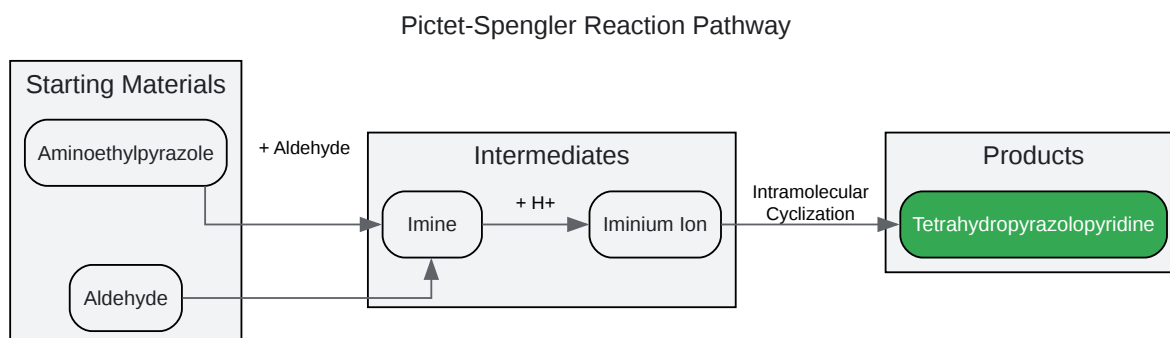 Pictet-Spengler Reaction Pathway
Starting Materials
Aminoethylpyrazole
Aldehyde
+ Aldehyde
Intermediates
Imine
+ H+
Iminium Ion
Intramolecular
Cyclization
Products
Tetrahydropyrazolopyridine